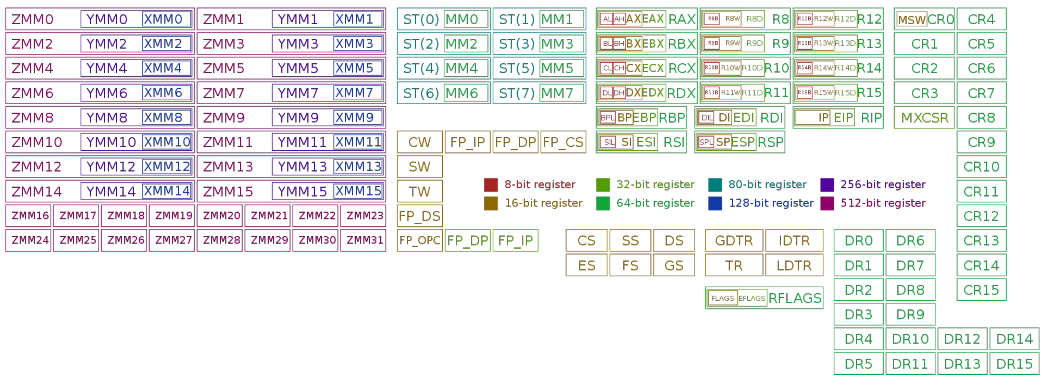 ZMM0 YMM0 XMM0 ZMM1 YMM1 XMM1 ST(0) MM0 ST(1) MM1 AL AH AX EAX RAX R8B R8W R8D R8 R12B R12W R12D R12 MSW CR0 CR4
ZMM2 YMM2 XMM2 ZMM3 YMM3 XMM3 ST(2) MM2 ST(3) MM3 BL BH BX EBX RBX R9B R9W R9D R9 R13B R13W R13D R13 CR1 CR5
ZMM4 YMM4 XMM4 ZMM5 YMM5 XMM5 ST(4) MM4 ST(5) MM5 CL CH CX ECX RCX R10B R10W R10D R10 R14B R14W R14D R14 CR2 CR6
ZMM6 YMM6 XMM6 ZMM7 YMM7 XMM7 ST(6) MM6 ST(7) MM7 DL DH DX EDX RDX R11B R11W R11D R11 R15B R15W R15D R15 CR3 CR7
ZMM8 YMM8 XMM8 ZMM9 YMM9 XMM9 BPL BP EBP RBP DIL DI EDI RDI IP EIP RIP MXCSR CR8
ZMM10 YMM10 XMM10 ZMM11 YMM11 XMM11 CW FP_IP FP_DP FP_CS SIL SI ESI RSI SPL SP ESP RSP CR9
ZMM12 YMM12 XMM12 ZMM13 YMM13 XMM13 SW CR10
ZMM14 YMM14 XMM14 ZMM15 YMM15 XMM15 TW 8-bit register 32-bit register 80-bit register 256-bit register CR11
16-bit register 64-bit register 128-bit register 512-bit register
ZMM16 ZMM17 ZMM18 ZMM19 ZMM20 ZMM21 ZMM22 ZMM23 FP_DS CR12
ZMM24 ZMM25 ZMM26 ZMM27 ZMM28 ZMM29 ZMM30 ZMM31 FP_OPC FP_DP FP_IP CS SS DS GDTR IDTR DR0 DR6 CR13
ES FS GS TR LDTR DR1 DR7 CR14
FLAGS EFLAGS RFLAGS DR2 DR8 CR15
DR3 DR9
DR4 DR10 DR12 DR14
DR5 DR11 DR13 DR15